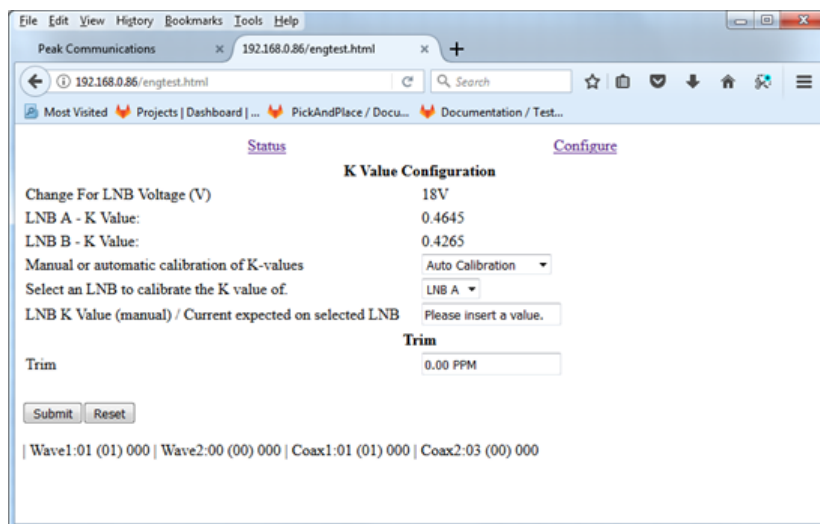 File Edit View History Bookmarks Tools Help
Peak Communications × 192.168.0.86/engtest.html × +
192.168.0.86/engtest.html Search
Most Visited Projects | Dashboard | ... PickAndPlace / Docu... Documentation / Test...
Status Configure
K Value Configuration
Change For LNB Voltage (V) 18V
LNB A - K Value: 0.4645
LNB B - K Value: 0.4265
Manual or automatic calibration of K-values Auto Calibration
Select an LNB to calibrate the K value of. LNB A
LNB K Value (manual) / Current expected on selected LNB Please insert a value.
Trim
Trim 0.00 PPM
Submit Reset
| Wave1:01 (01) 000 | Wave2:00 (00) 000 | Coax1:01 (01) 000 | Coax2:03 (00) 000